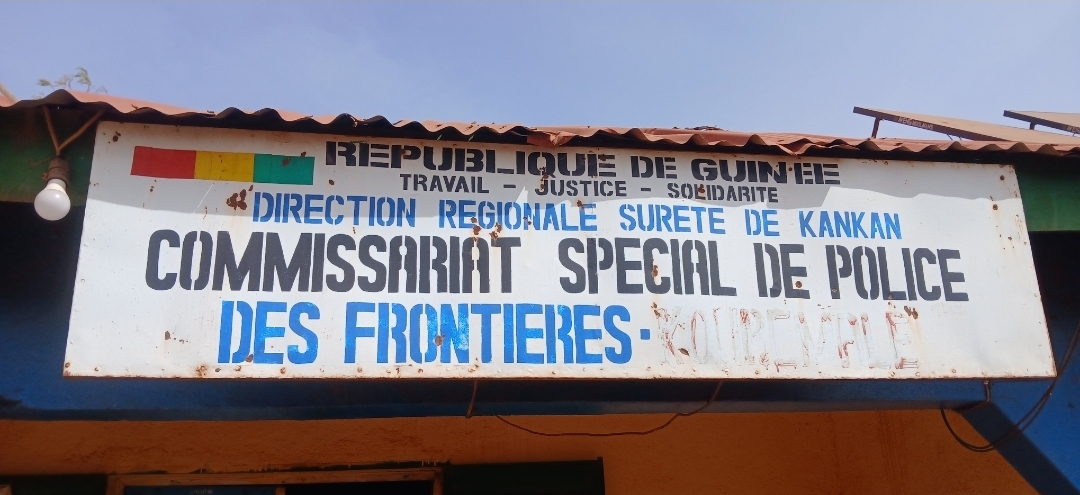 REPUBLIQUE DE GUINEE
TRAVAIL - JUSTICE - SOLIDARITE
DIRECTION REGIONALE SURETE DE KANKAN
COMMISSARIAT SPECIAL DE POLICE
DES FRONTIERES.